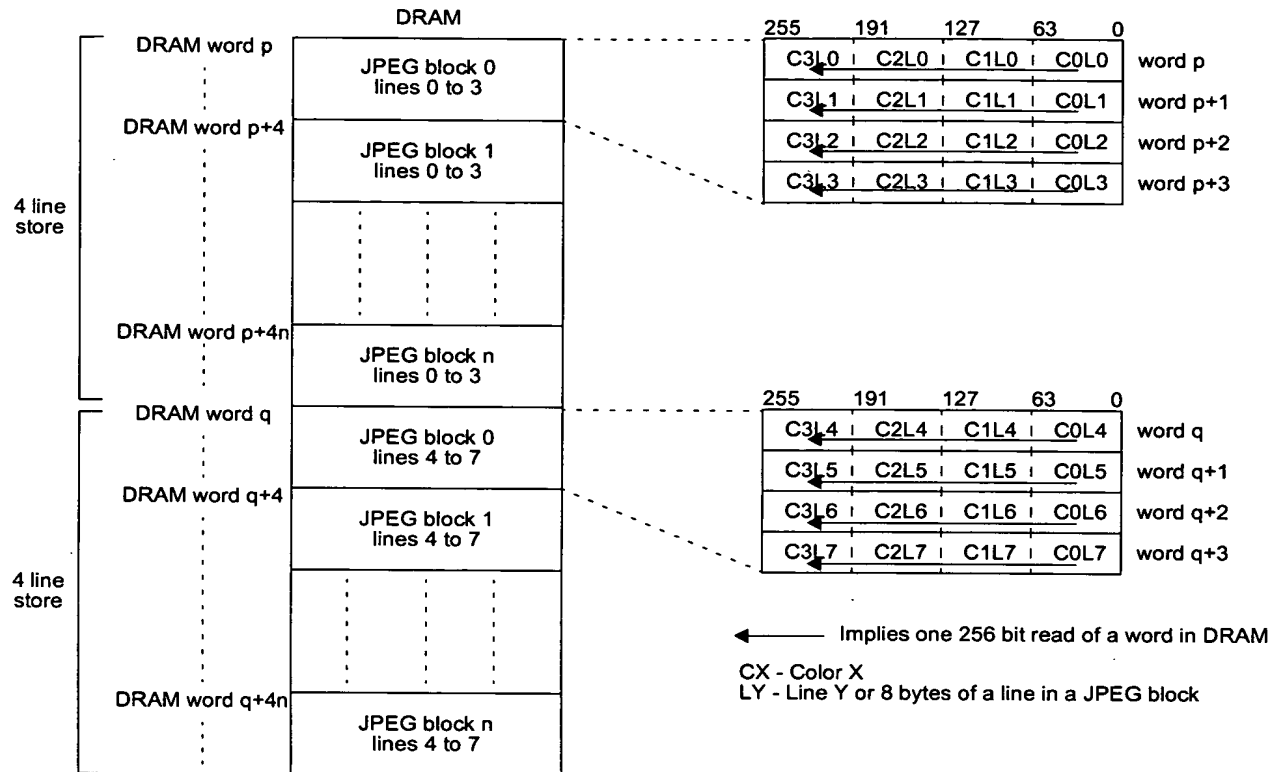 DRAM
DRAM word p
JPEG block 0
lines 0 to 3
DRAM word p+4
JPEG block 1
lines 0 to 3
4 line
store
DRAM word p+4n
JPEG block n
lines 0 to 3
DRAM word q
JPEG block 0
lines 4 to 7
DRAM word q+4
JPEG block 1
lines 4 to 7
4 line
store
DRAM word q+4n
JPEG block n
lines 4 to 7
255 191 127 63 0
C3L0 C2L0 C1L0 C0L0 word p
C3L1 C2L1 C1L1 C0L1 word p+1
C3L2 C2L2 C1L2 C0L2 word p+2
C3L3 C2L3 C1L3 C0L3 word p+3
255 191 127 63 0
C3L4 C2L4 C1L4 C0L4 word q
C3L5 C2L5 C1L5 C0L5 word q+1
C3L6 C2L6 C1L6 C0L6 word q+2
C3L7 C2L7 C1L7 C0L7 word q+3
Implies one 256 bit read of a word in DRAM
CX - Color X
LY - Line Y or 8 bytes of a line in a JPEG block